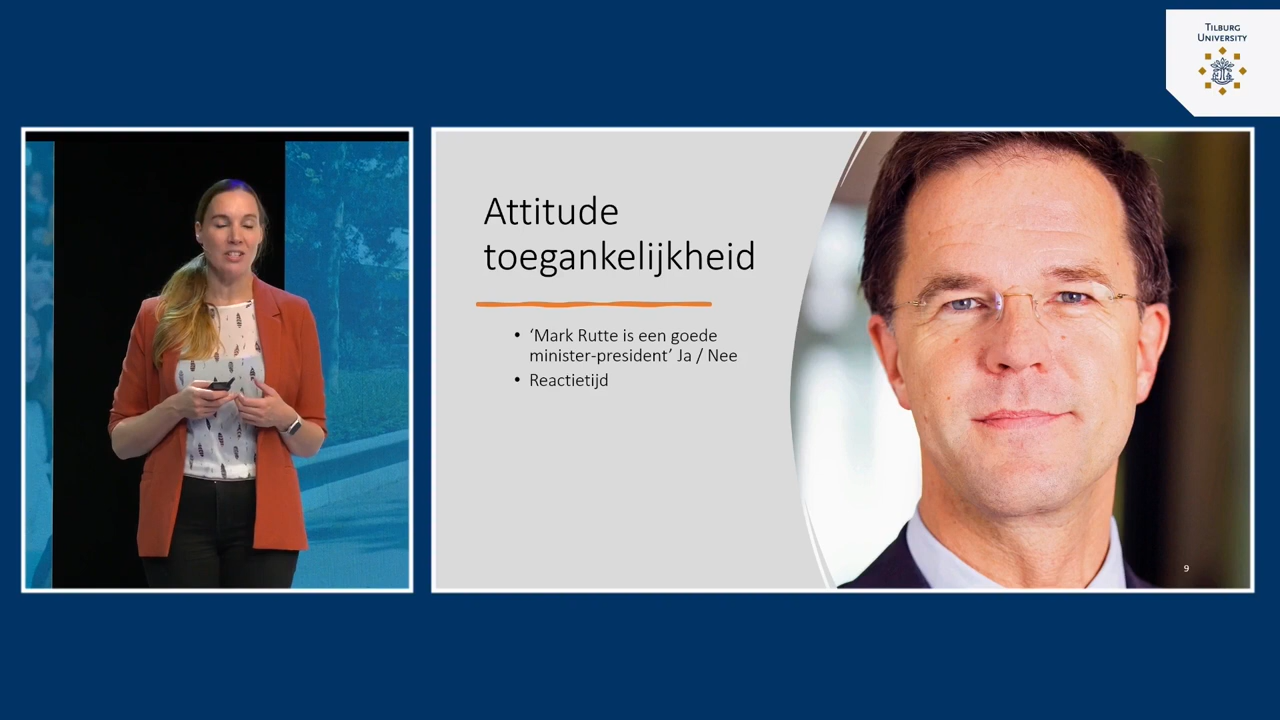 TILBURG
UNIVERSITY
Attitude
toegankelijkheid
• ‘Mark Rutte is een goede
minister-president’ Ja / Nee
• Reactietijd
9